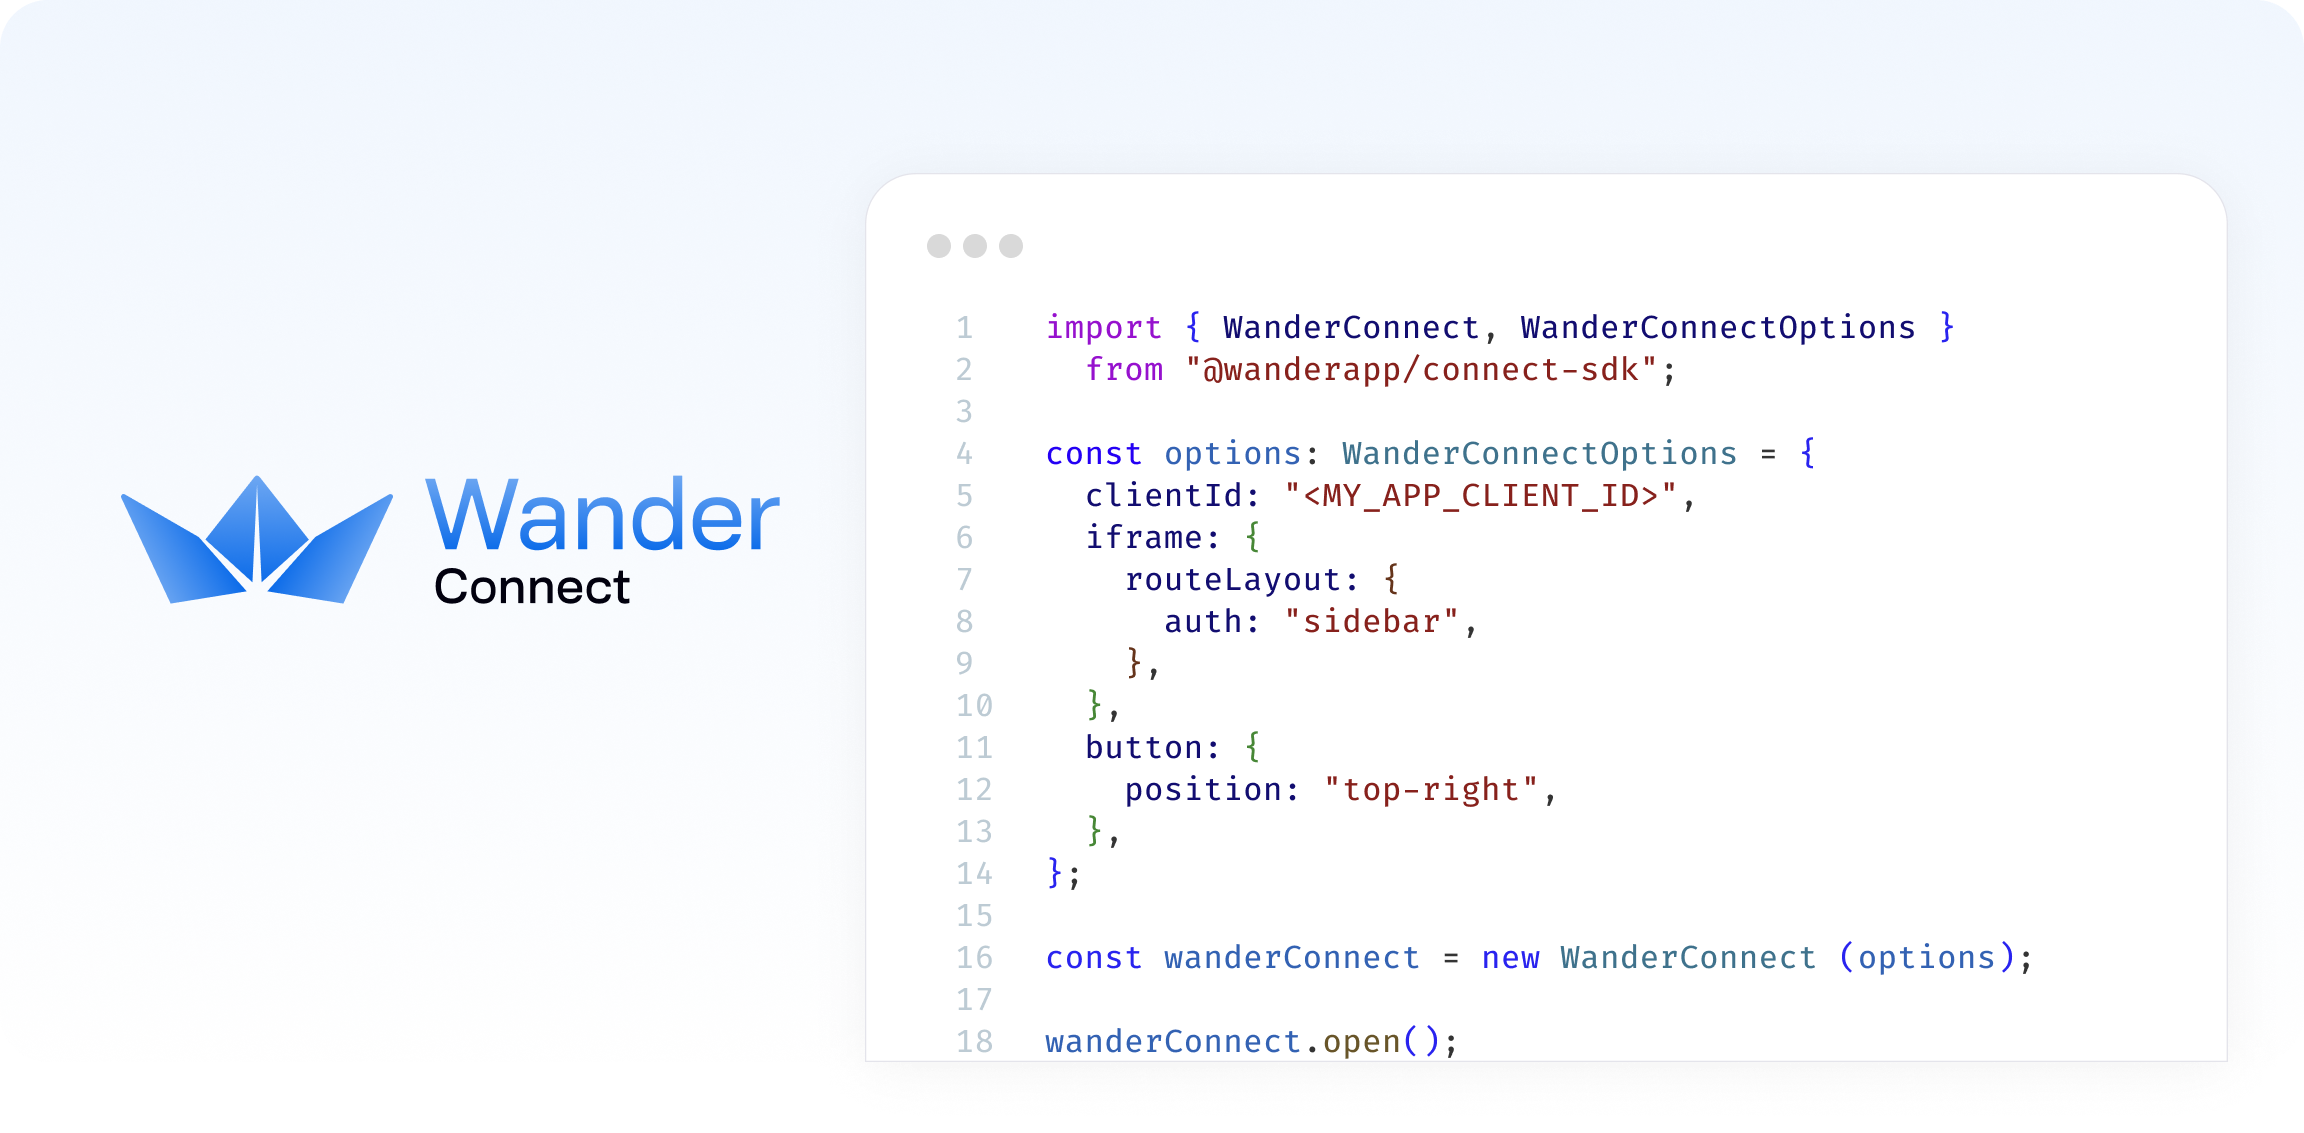 Wander
Connect
1 import { WanderConnect, WanderConnectOptions }
2   from "@wanderapp/connect-sdk";
3
4 const options: WanderConnectOptions = {
5   clientId: "<MY_APP_CLIENT_ID>",
6   iframe: {
7     routeLayout: {
8       auth: "sidebar",
9     },
10   },
11   button: {
12     position: "top-right",
13   },
14 };
15
16 const wanderConnect = new WanderConnect (options);
17
18 wanderConnect.open();